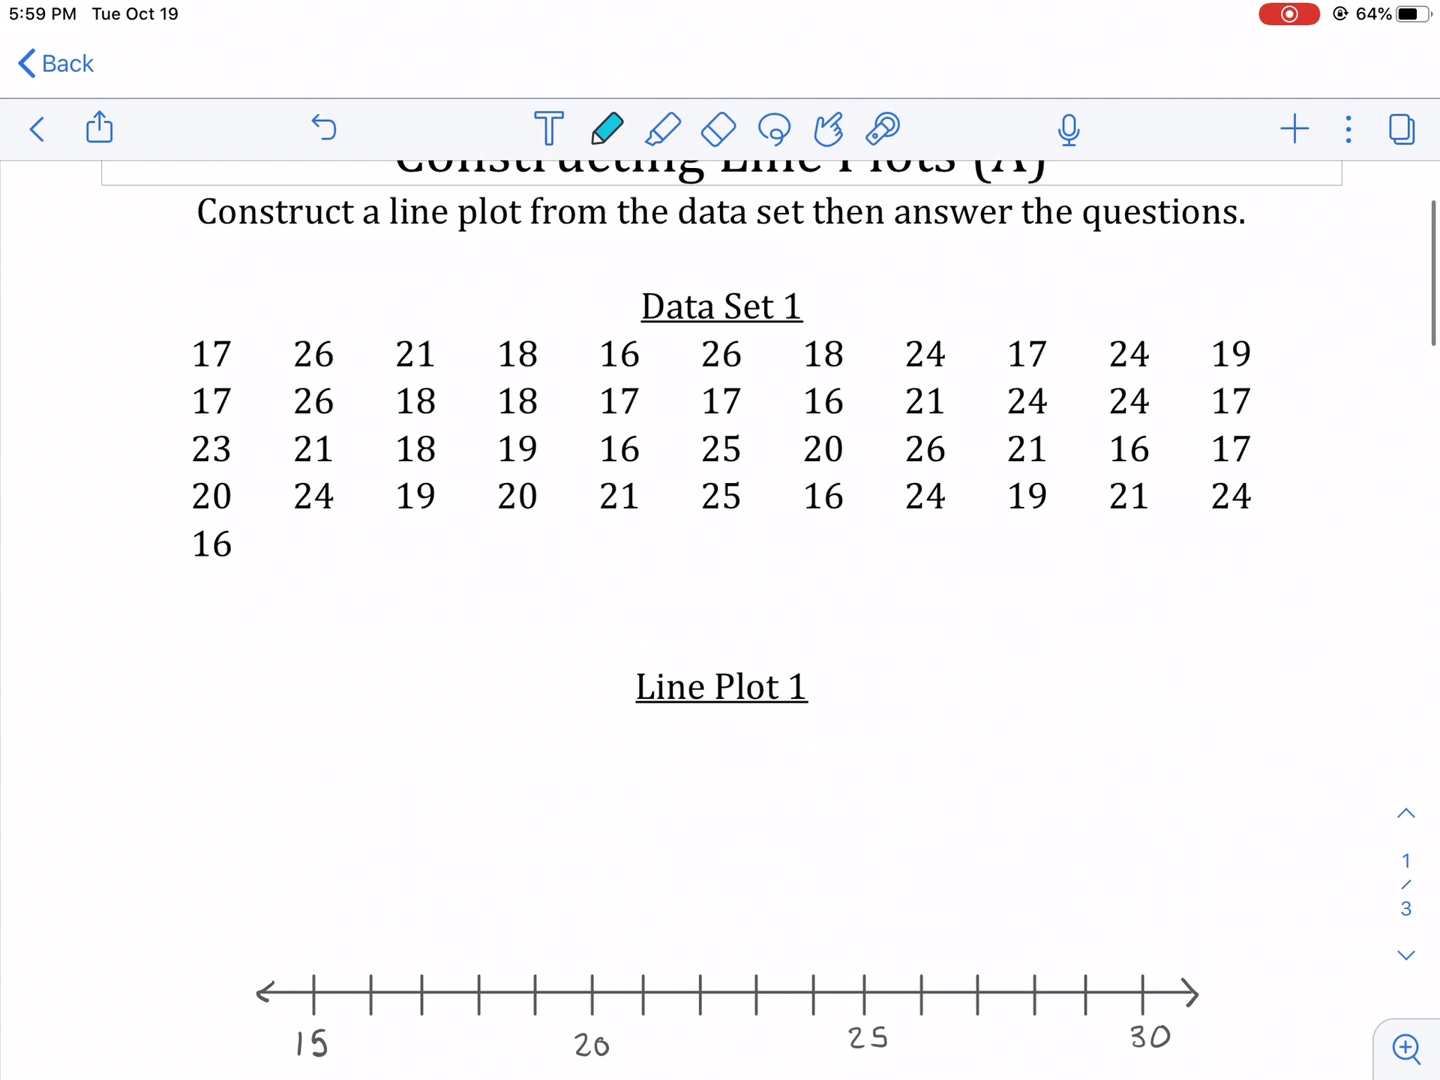 5:59 PM Tue Oct 19 64%
Back
T
Constructing Line Plots (A)
Construct a line plot from the data set then answer the questions.
Data Set 1
17 26 21 18 16 26 18 24 17 24 19
17 26 18 18 17 17 16 21 24 24 17
23 21 18 19 16 25 20 26 21 16 17
20 24 19 20 21 25 16 24 19 21 24
16
Line Plot 1
1
/
3
15 20 25 30